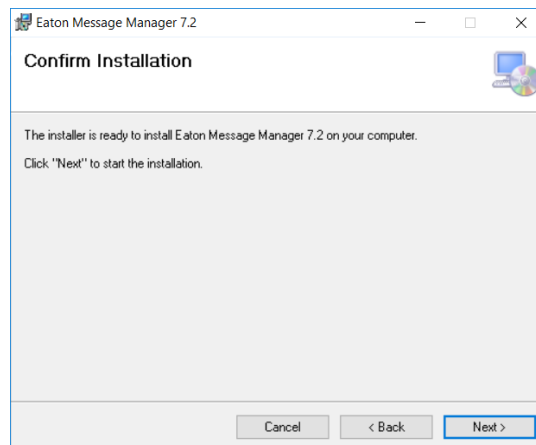 Eaton Message Manager 7.2
Confirm Installation
The installer is ready to install Eaton Message Manager 7.2 on your computer.
Click "Next" to start the installation.
Cancel
< Back
Next >